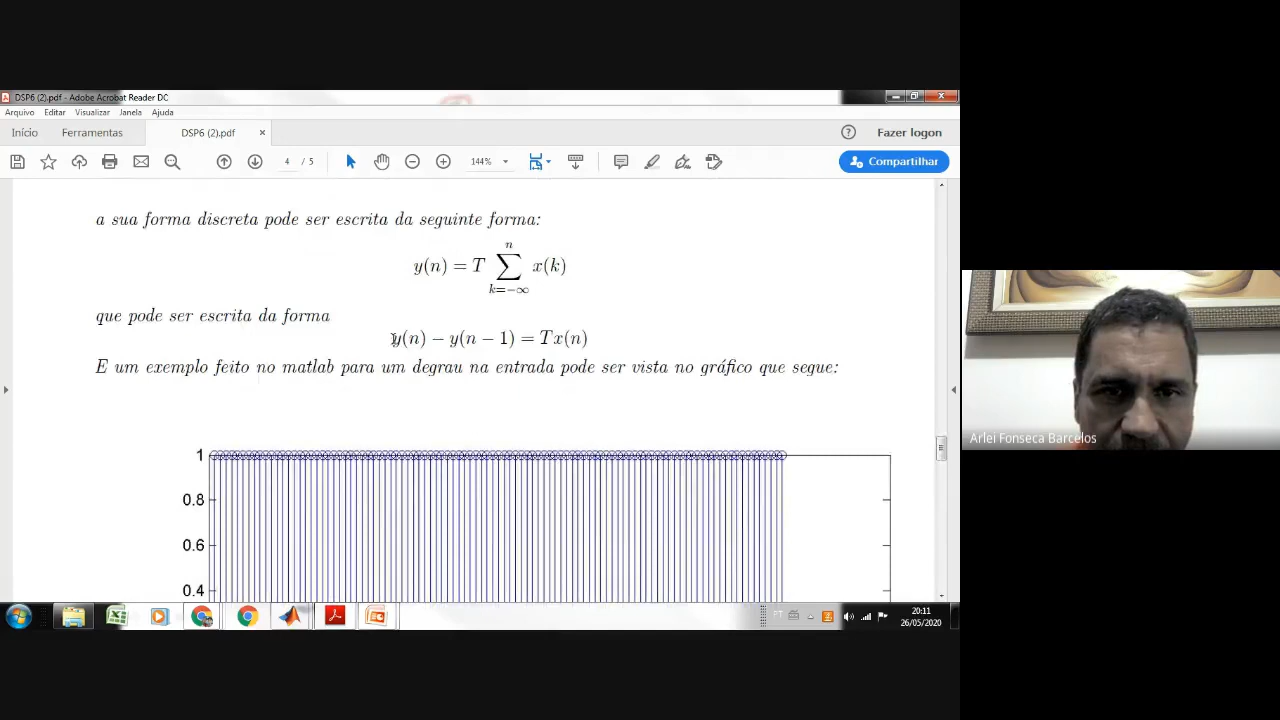 DSP6 (2).pdf - Adobe Acrobat Reader DC
Arquivo Editar Visualizar Janela Ajuda
Início Ferramentas DSP6 (2).pdf × ? Fazer logon
4 / 5 144% Compartilhar
a sua forma discreta pode ser escrita da seguinte forma:
y(n) = T ∑_{k=−∞}^{n} x(k)
que pode ser escrita da forma
y(n) − y(n − 1) = Tx(n)
E um exemplo feito no matlab para um degrau na entrada pode ser vista no gráfico que segue:
1
0.8
0.6
0.4
Arlei Fonseca Barcelos
PT
20:11
26/05/2020